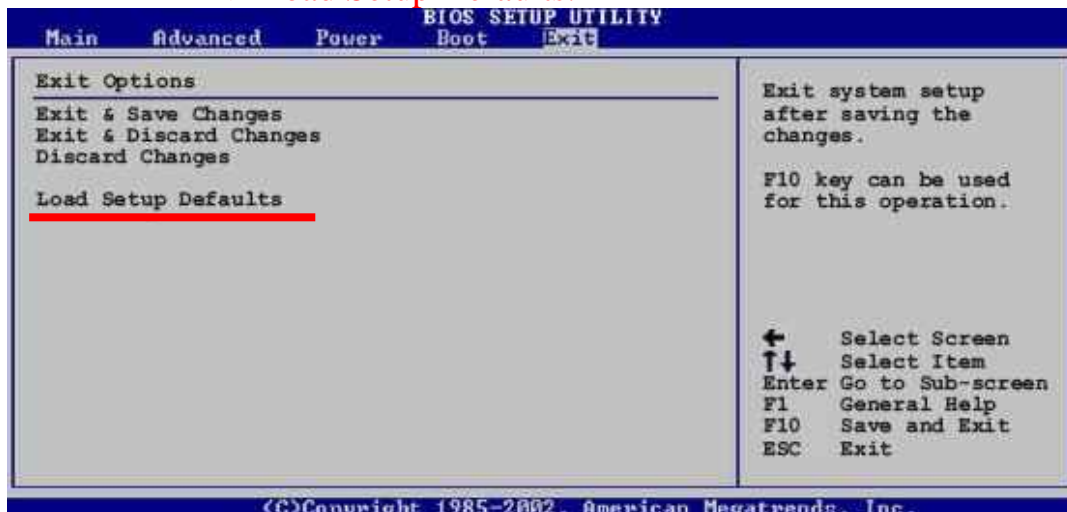 BIOS SETUP UTILITY
Main Advanced Power Boot Exit
Exit Options
Exit & Save Changes
Exit & Discard Changes
Discard Changes
Load Setup Defaults
Exit system setup
after saving the
changes.
F10 key can be used
for this operation.
← Select Screen
↑↓ Select Item
Enter Go to Sub-screen
F1 General Help
F10 Save and Exit
ESC Exit
(C)Copyright 1985-2002, American Megatrends, Inc.